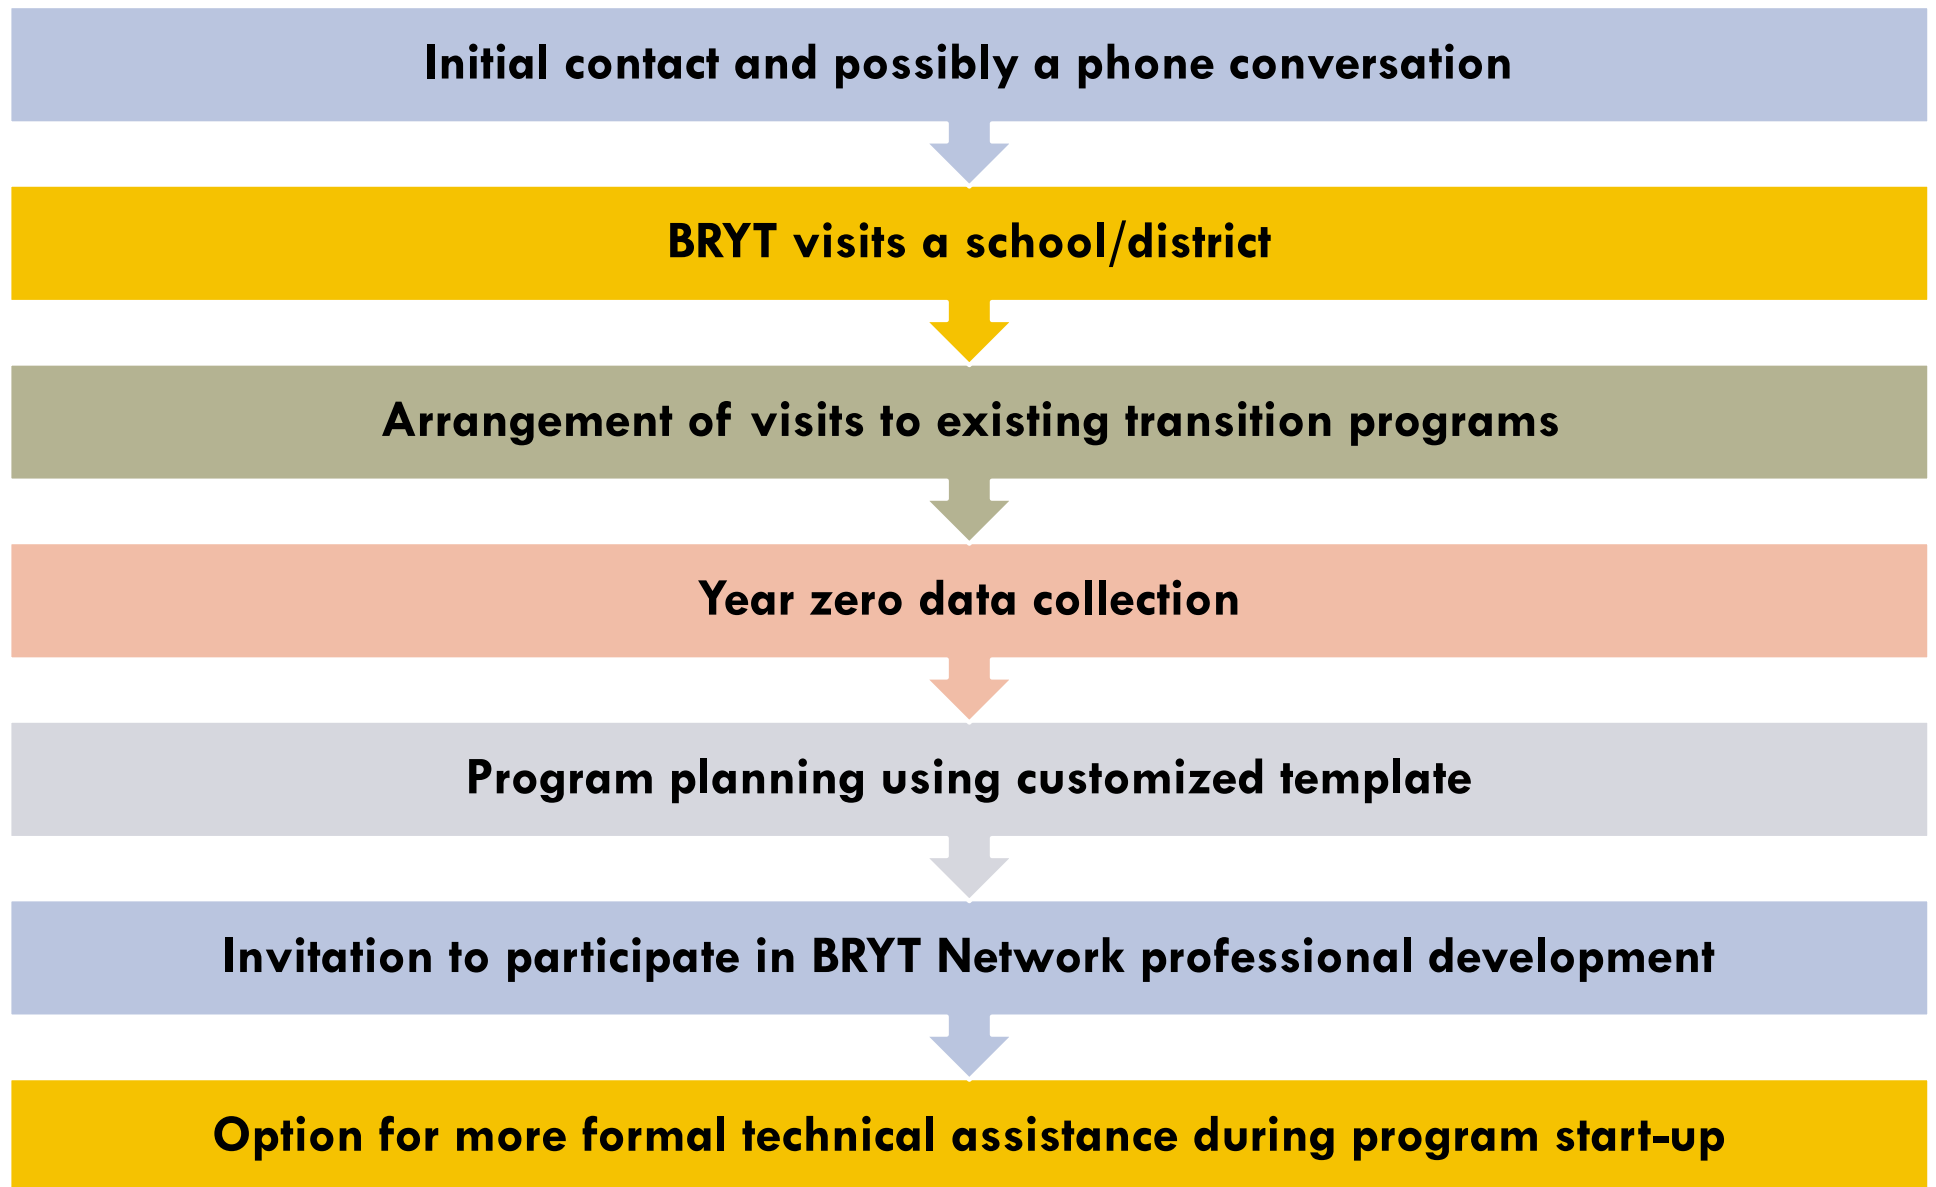 Initial contact and possibly a phone conversation
BRYT visits a school/district
Arrangement of visits to existing transition programs
Year zero data collection
Program planning using customized template
Invitation to participate in BRYT Network professional development
Option for more formal technical assistance during program start-up